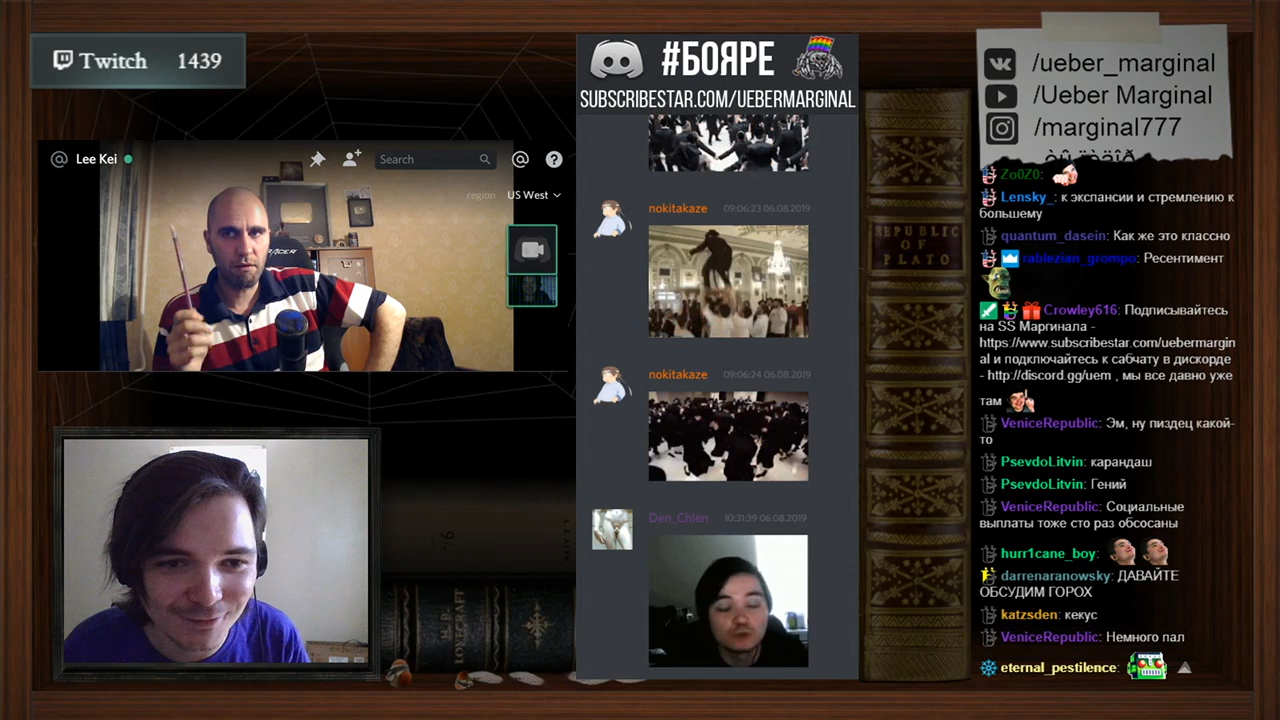 Twitch 1439
Lee Kei
Search
region
US West
#БОЯРЕ
SUBSCRIBESTAR.COM/UEBERMARGINAL
nokitakaze 09:06:23 06.08.2019
nokitakaze 09:06:24 06.08.2019
Den_Chlen 10:31:39 06.08.2019
H.P.
LOVECRAFT
REPUBLIC
OF
PLATO
/ueber_marginal
/Ueber Marginal
/marginal777
Zo0Z0:
Lensky_: к экспансии и стремлению к
большему
quantum_dasein: Как же это классно
rablezian_grompo: Ресентимент
Crowley616: Подписывайтесь
на SS Маргинала -
https://www.subscribestar.com/uebermargin
al и подключайтесь к сабчату в дискорде
- http://discord.gg/uem , мы все давно уже
там
VeniceRepublic: Эм, ну пиздец какой-
то
PsevdoLitvin: карандаш
PsevdoLitvin: Гений
VeniceRepublic: Социальные
выплаты тоже сто раз обсосаны
hurr1cane_boy:
darrenaranowsky: ДАВАЙТЕ
ОБСУДИМ ГОРОХ
katzsden: кекус
VeniceRepublic: Немного пал
eternal_pestilence: